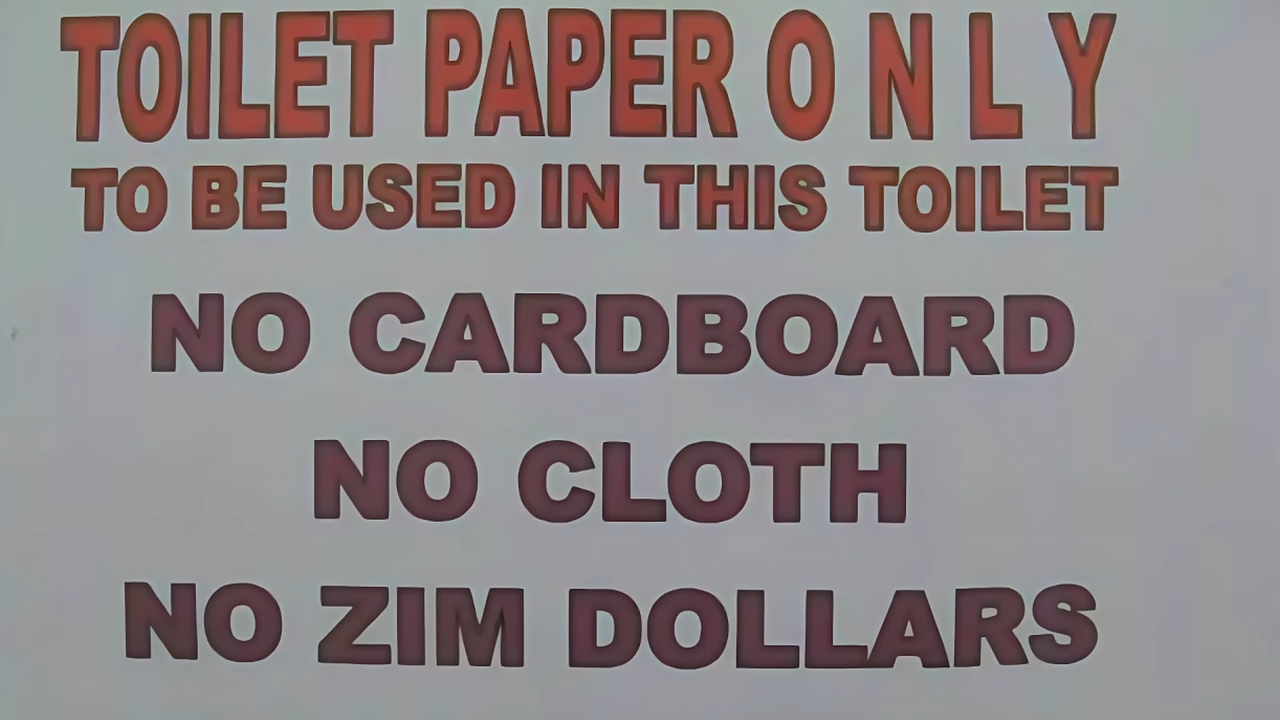 TOILET PAPER O N L Y
TO BE USED IN THIS TOILET
NO CARDBOARD
NO CLOTH
NO ZIM DOLLARS